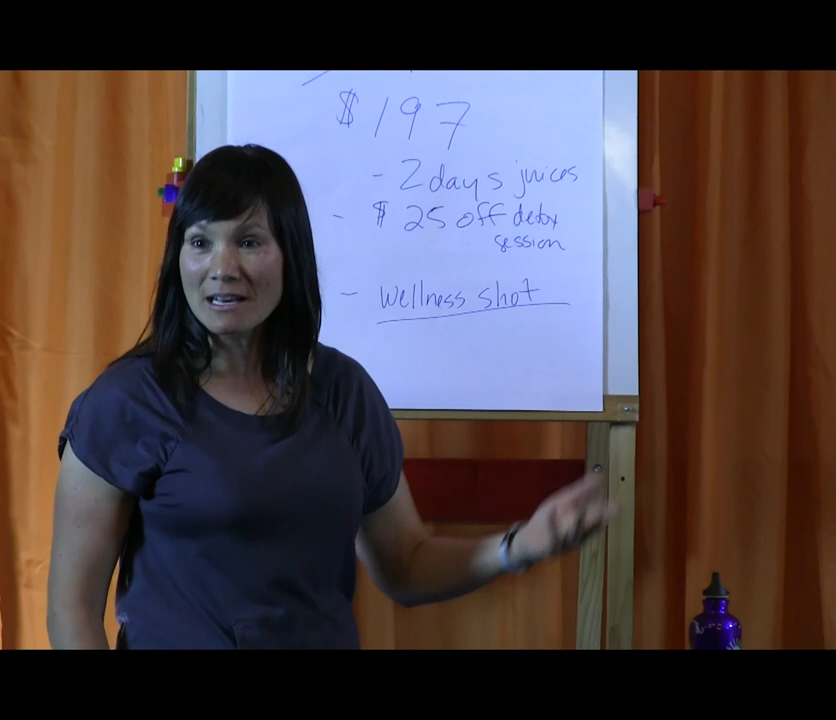 $197
- 2 days juices
- $25 off detox
session
- wellness shot